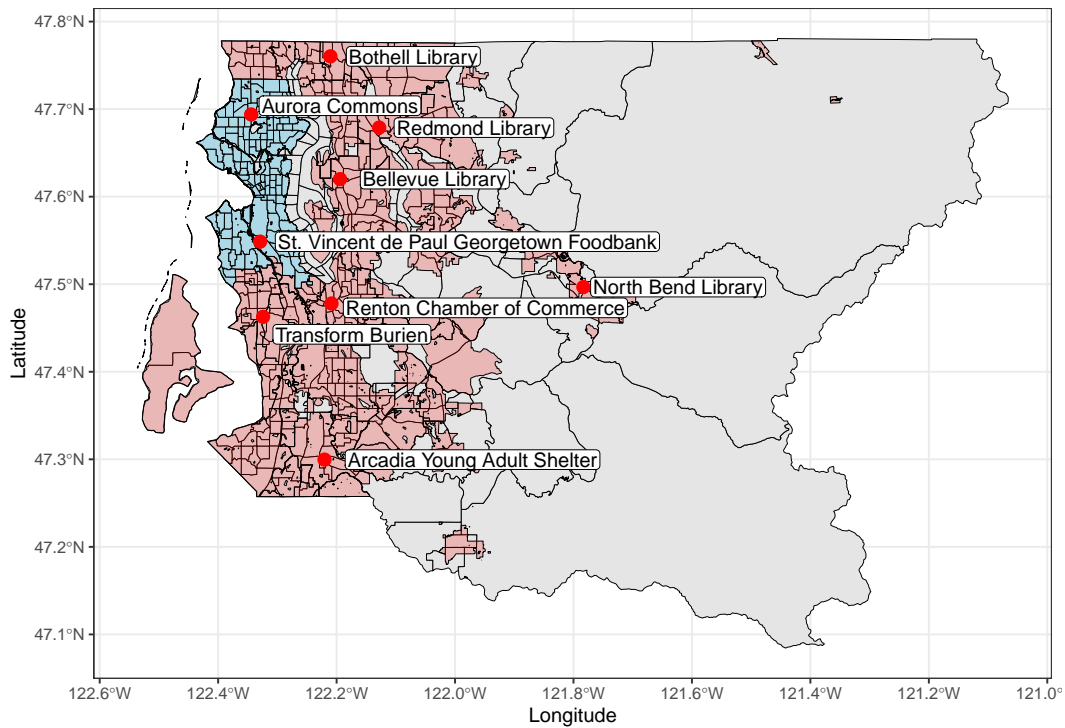 47.8°N
47.7°N
47.6°N
47.5°N
47.4°N
47.3°N
47.2°N
47.1°N
Latitude
Bothell Library
Aurora Commons
Redmond Library
Bellevue Library
St. Vincent de Paul Georgetown Foodbank
North Bend Library
Renton Chamber of Commerce
Transform Burien
Arcadia Young Adult Shelter
122.6°W
122.4°W
122.2°W
122.0°W
121.8°W
121.6°W
121.4°W
121.2°W
121.0°
Longitude